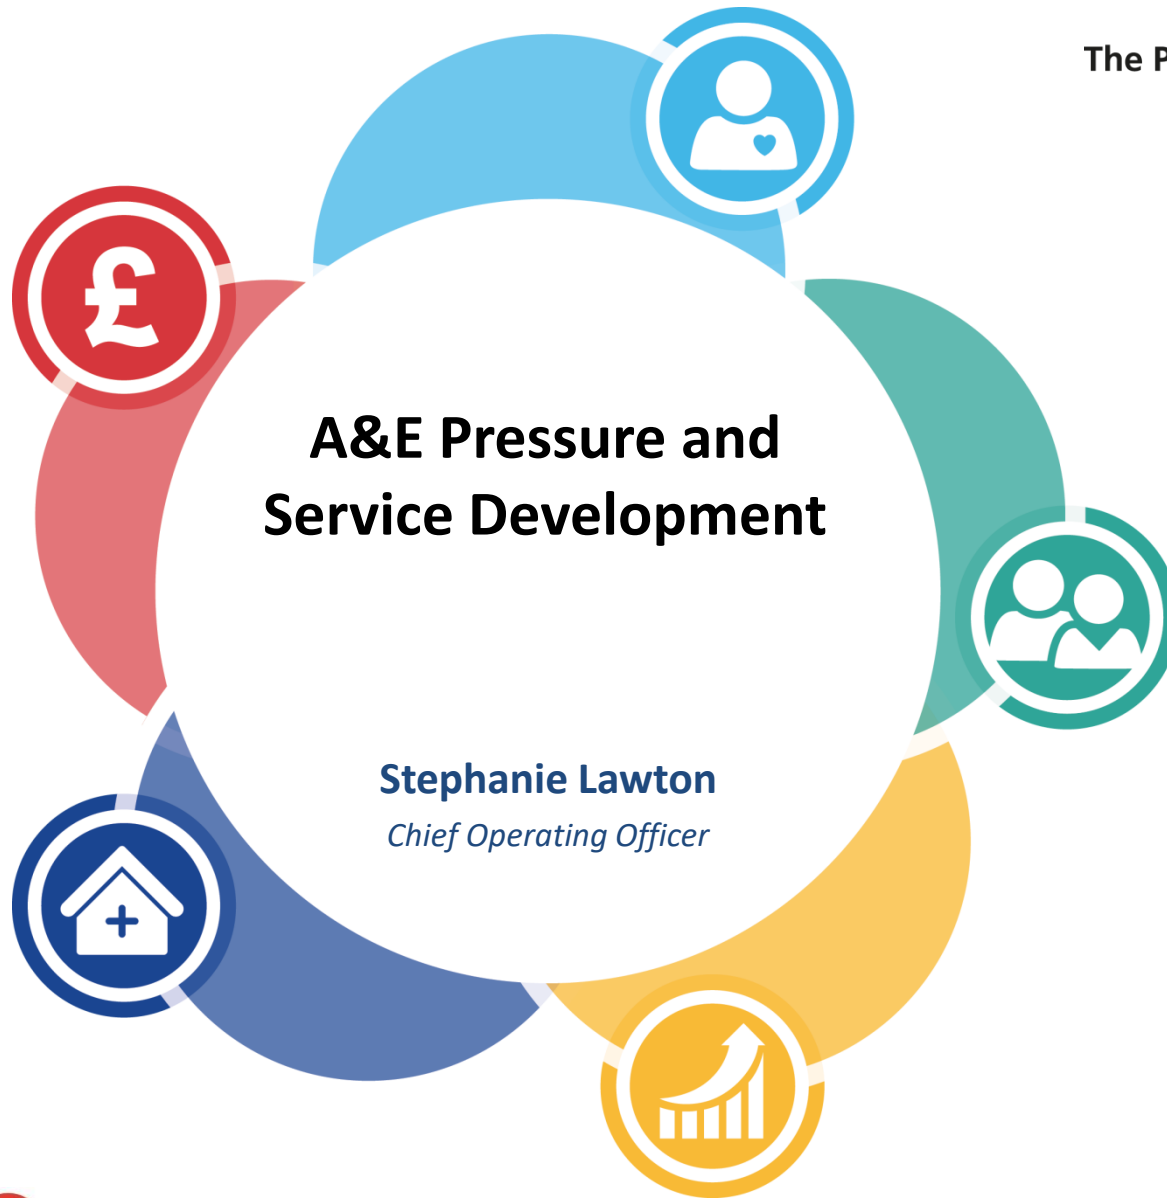 The P
A&E Pressure and
Service Development
Stephanie Lawton
Chief Operating Officer
£